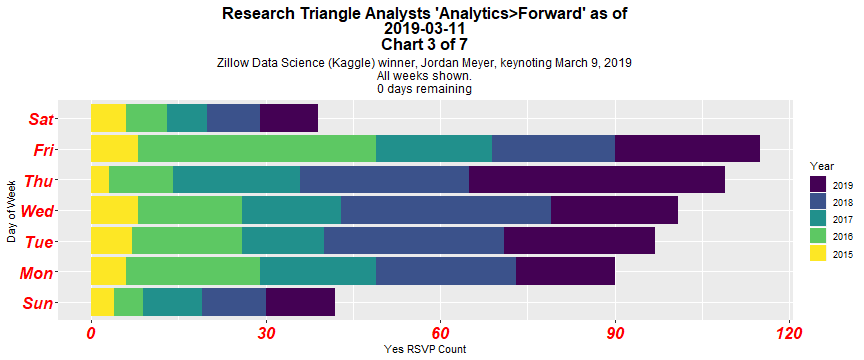 Research Triangle Analysts 'Analytics>Forward' as of
2019-03-11
Chart 3 of 7
Zillow Data Science (Kaggle) winner, Jordan Meyer, keynoting March 9, 2019
All weeks shown.
0 days remaining
Day of Week
Sat
Fri
Thu
Wed
Tue
Mon
Sun
0 30 60 90 120
Yes RSVP Count
Year
2019
2018
2017
2016
2015